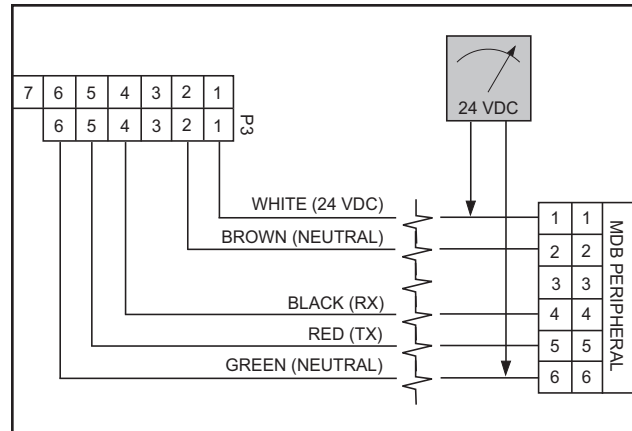 7 6 5 4 3 2 1
6 5 4 3 2 1
P3
24 VDC
WHITE (24 VDC)
BROWN (NEUTRAL)
BLACK (RX)
RED (TX)
GREEN (NEUTRAL)
1 1
2 2
3 3
4 4
5 5
6 6
MDB PERIPHERAL